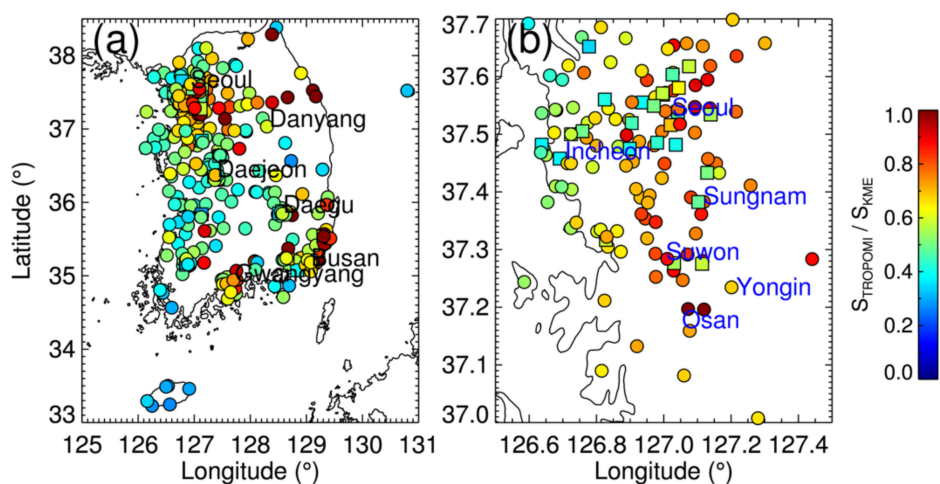 (a)
Seoul
Danyang
Daejeon
Daegu
Busan
wangyang
38
37
36
35
34
33
Latitude (°)
125 126 127 128 129 130 131
Longitude (°)
(b)
Seoul
Incheon
Sungnam
Suwon
Yongin
Osan
37.7
37.6
37.5
37.4
37.3
37.2
37.1
37.0
126.6 126.8 127.0 127.2 127.4
Longitude (°)
1.0
0.8
0.6
0.4
0.2
0.0
S_TROPOMI / S_KME